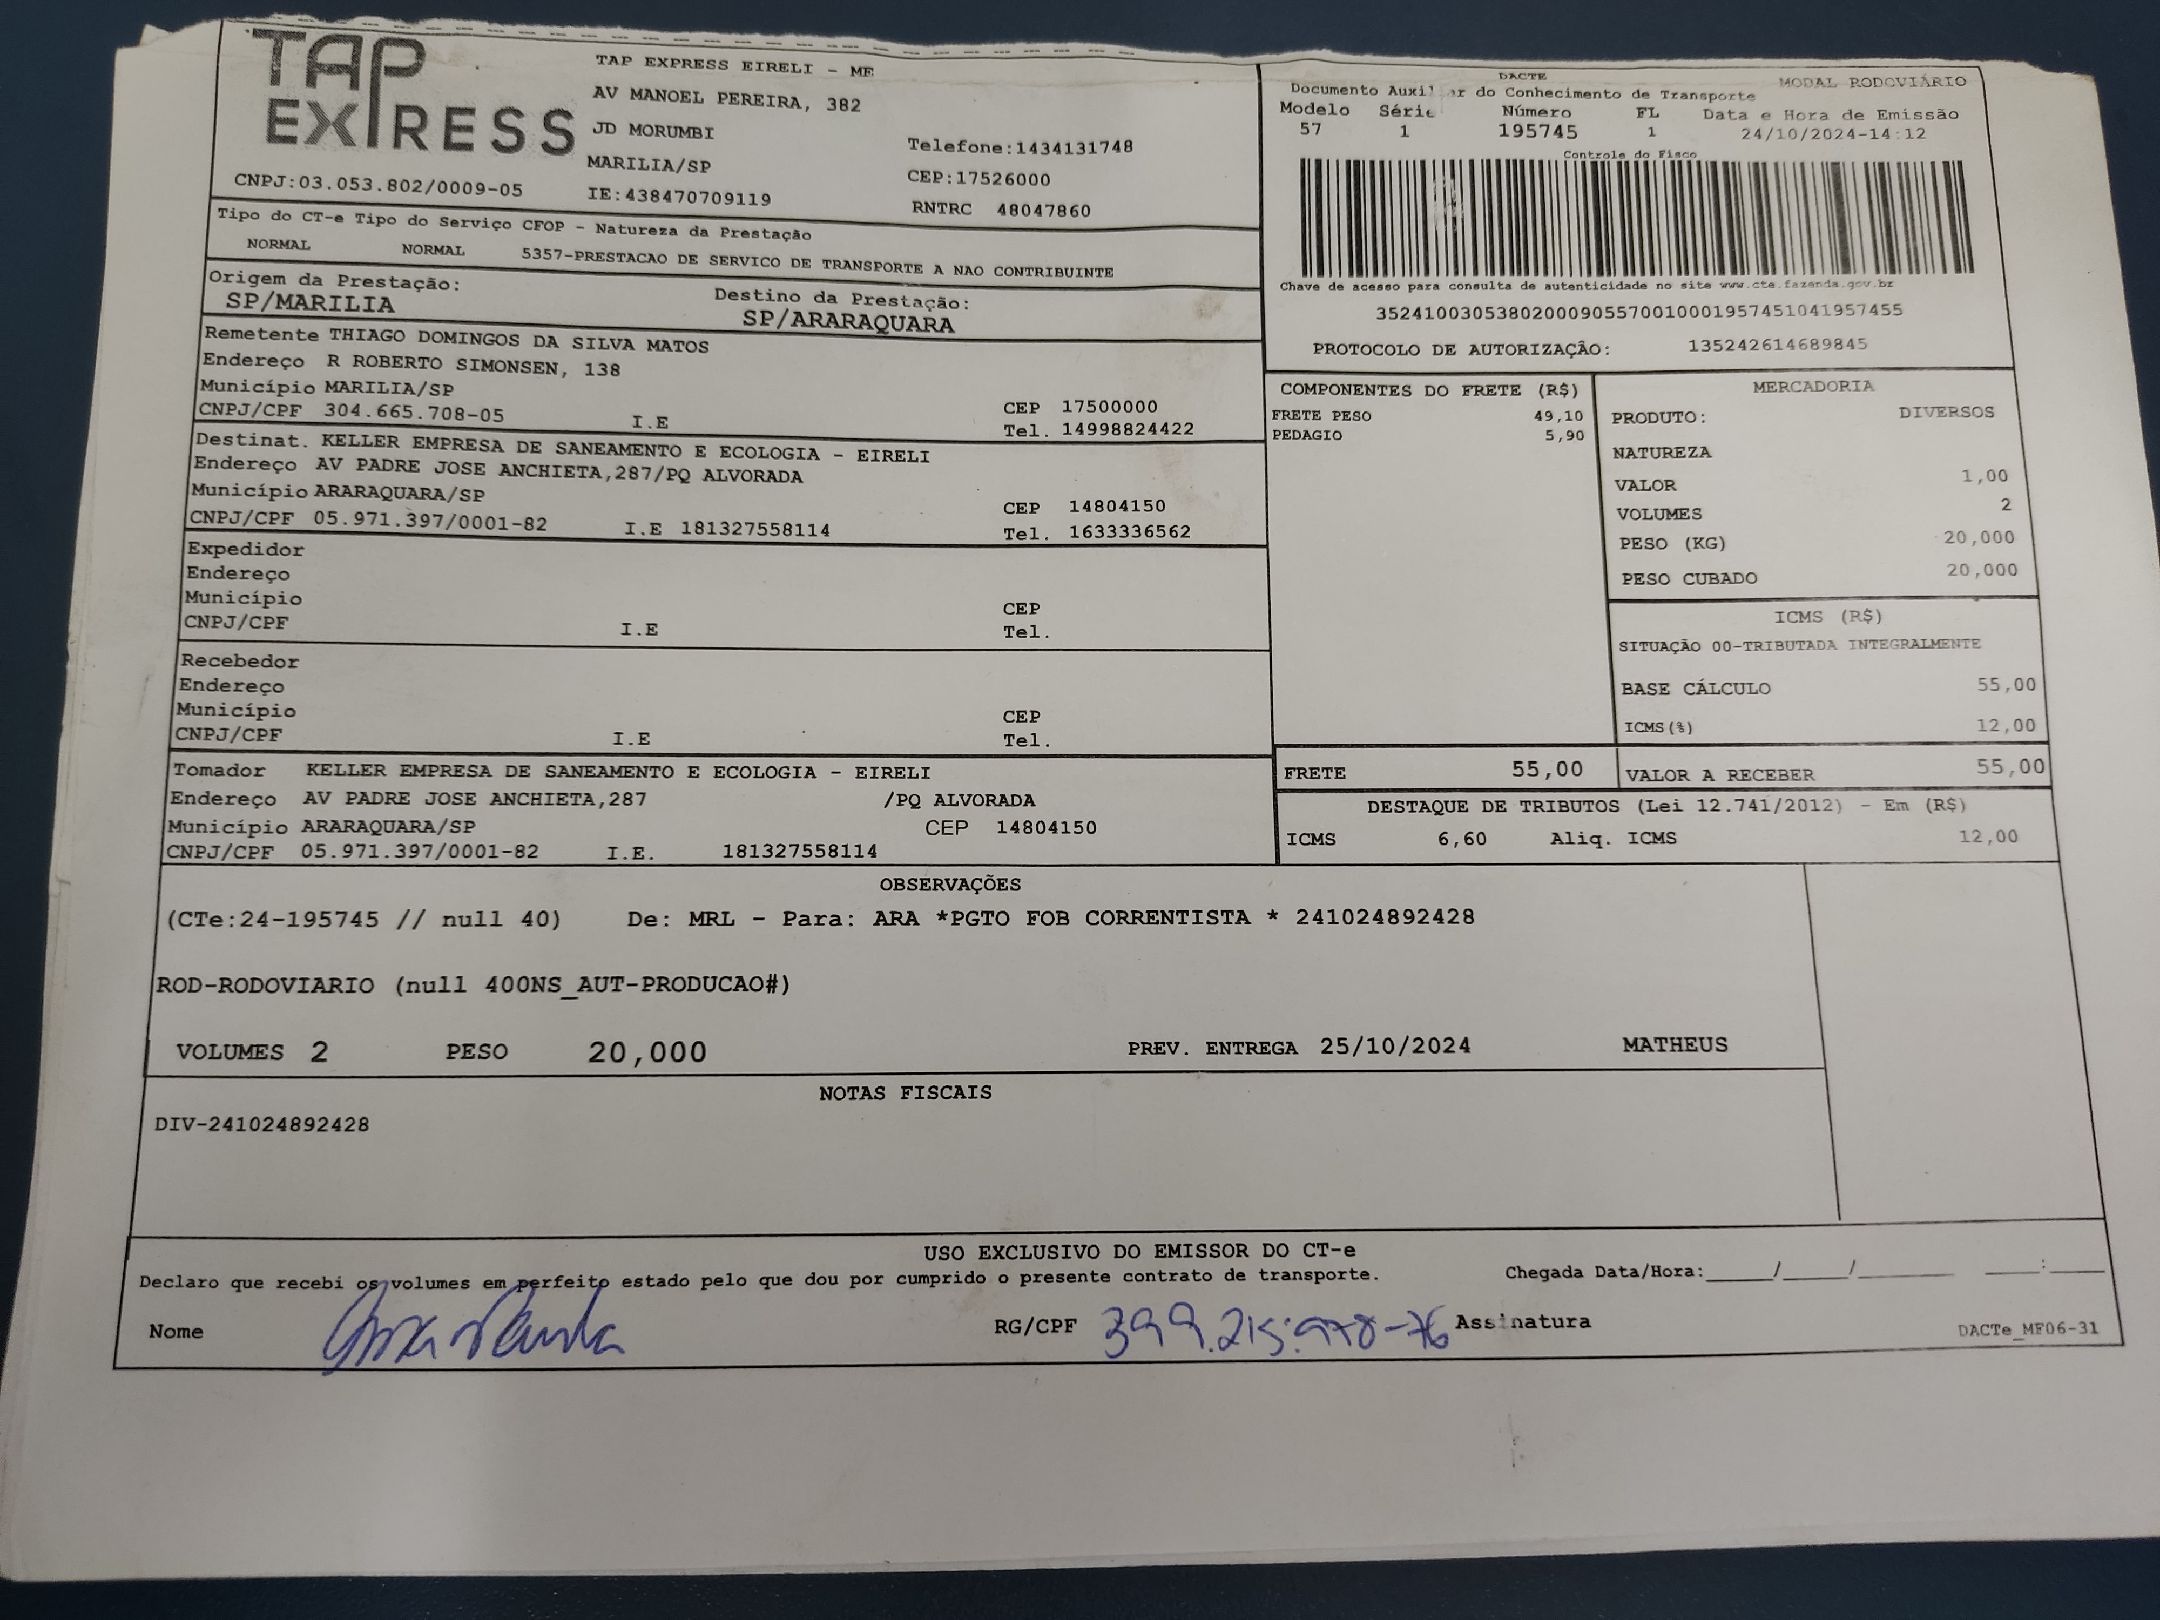 TAP EXPRESS
TAP EXPRESS EIRELI - ME
AV MANOEL PEREIRA, 382
JD MORUMBI
MARILIA/SP
IE:438470709119
Telefone:1434131748
CEP:17526000
RNTRC 48047860
CNPJ:03.053.802/0009-05
DACTE
MODAL RODOVIÁRIO
Documento Auxiliar do Conhecimento de Transporte
Modelo Série Número FL Data e Hora de Emissão
57 1 195745 1 24/10/2024-14:12
Controle do Fisco
Chave de acesso para consulta de autenticidade no site www.cte.fazenda.gov.br
35241003053802000905570010001957451041957455
PROTOCOLO DE AUTORIZAÇÃO: 135242614689845
Tipo do CT-e Tipo do Serviço CFOP - Natureza da Prestação
NORMAL NORMAL 5357-PRESTACAO DE SERVICO DE TRANSPORTE A NAO CONTRIBUINTE
Origem da Prestação: Destino da Prestação:
SP/MARILIA SP/ARARAQUARA
Remetente THIAGO DOMINGOS DA SILVA MATOS
Endereço R ROBERTO SIMONSEN, 138
Município MARILIA/SP CEP 17500000
CNPJ/CPF 304.665.708-05 I.E Tel. 14998824422
Destinat. KELLER EMPRESA DE SANEAMENTO E ECOLOGIA - EIRELI
Endereço AV PADRE JOSE ANCHIETA,287/PQ ALVORADA
Município ARARAQUARA/SP CEP 14804150
CNPJ/CPF 05.971.397/0001-82 I.E 181327558114 Tel. 1633336562
Expedidor
Endereço
Município CEP
CNPJ/CPF I.E Tel.
Recebedor
Endereço
Município CEP
CNPJ/CPF I.E Tel.
Tomador KELLER EMPRESA DE SANEAMENTO E ECOLOGIA - EIRELI
Endereço AV PADRE JOSE ANCHIETA,287 /PQ ALVORADA
Município ARARAQUARA/SP CEP 14804150
CNPJ/CPF 05.971.397/0001-82 I.E. 181327558114
COMPONENTES DO FRETE (R$)
FRETE PESO 49,10
PEDAGIO 5,90
MERCADORIA
PRODUTO: DIVERSOS
NATUREZA
VALOR 1,00
VOLUMES 2
PESO (KG) 20,000
PESO CUBADO 20,000
ICMS (R$)
SITUAÇÃO 00-TRIBUTADA INTEGRALMENTE
BASE CÁLCULO 55,00
ICMS(%) 12,00
FRETE 55,00 VALOR A RECEBER 55,00
DESTAQUE DE TRIBUTOS (Lei 12.741/2012) - Em (R$)
ICMS 6,60 Aliq. ICMS 12,00
OBSERVAÇÕES
(CTe:24-195745 // null 40) De: MRL - Para: ARA *PGTO FOB CORRENTISTA * 241024892428
ROD-RODOVIARIO (null 400NS_AUT-PRODUCAO#)
VOLUMES 2 PESO 20,000 PREV. ENTREGA 25/10/2024 MATHEUS
NOTAS FISCAIS
DIV-241024892428
USO EXCLUSIVO DO EMISSOR DO CT-e
Declaro que recebi os volumes em perfeito estado pelo que dou por cumprido o presente contrato de transporte. Chegada Data/Hora:_____/_____/_______ ____:____
Nome RG/CPF Assinatura
DACTe_MF06-31